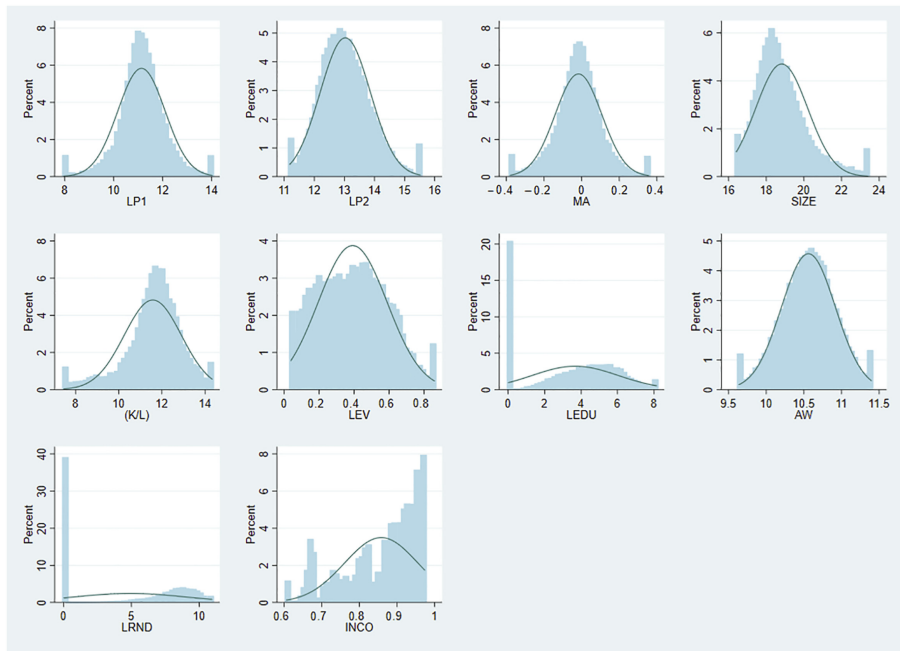 Percent
8
6
4
2
0
8 10 12 14
LP1
Percent
5
4
3
2
1
0
11 12 13 14 15 16
LP2
Percent
8
6
4
2
0
−0.4 −0.2 0 0.2 0.4
MA
Percent
6
4
2
0
16 18 20 22 24
SIZE
Percent
8
6
4
2
0
8 10 12 14
(K/L)
Percent
4
3
2
1
0
0 0.2 0.4 0.6 0.8
LEV
Percent
20
15
10
5
0
0 2 4 6 8
LEDU
Percent
5
4
3
2
1
0
9.5 10 10.5 11 11.5
AW
Percent
40
30
20
10
0
0 5 10
LRND
Percent
8
6
4
2
0
0.6 0.7 0.8 0.9 1
INCO